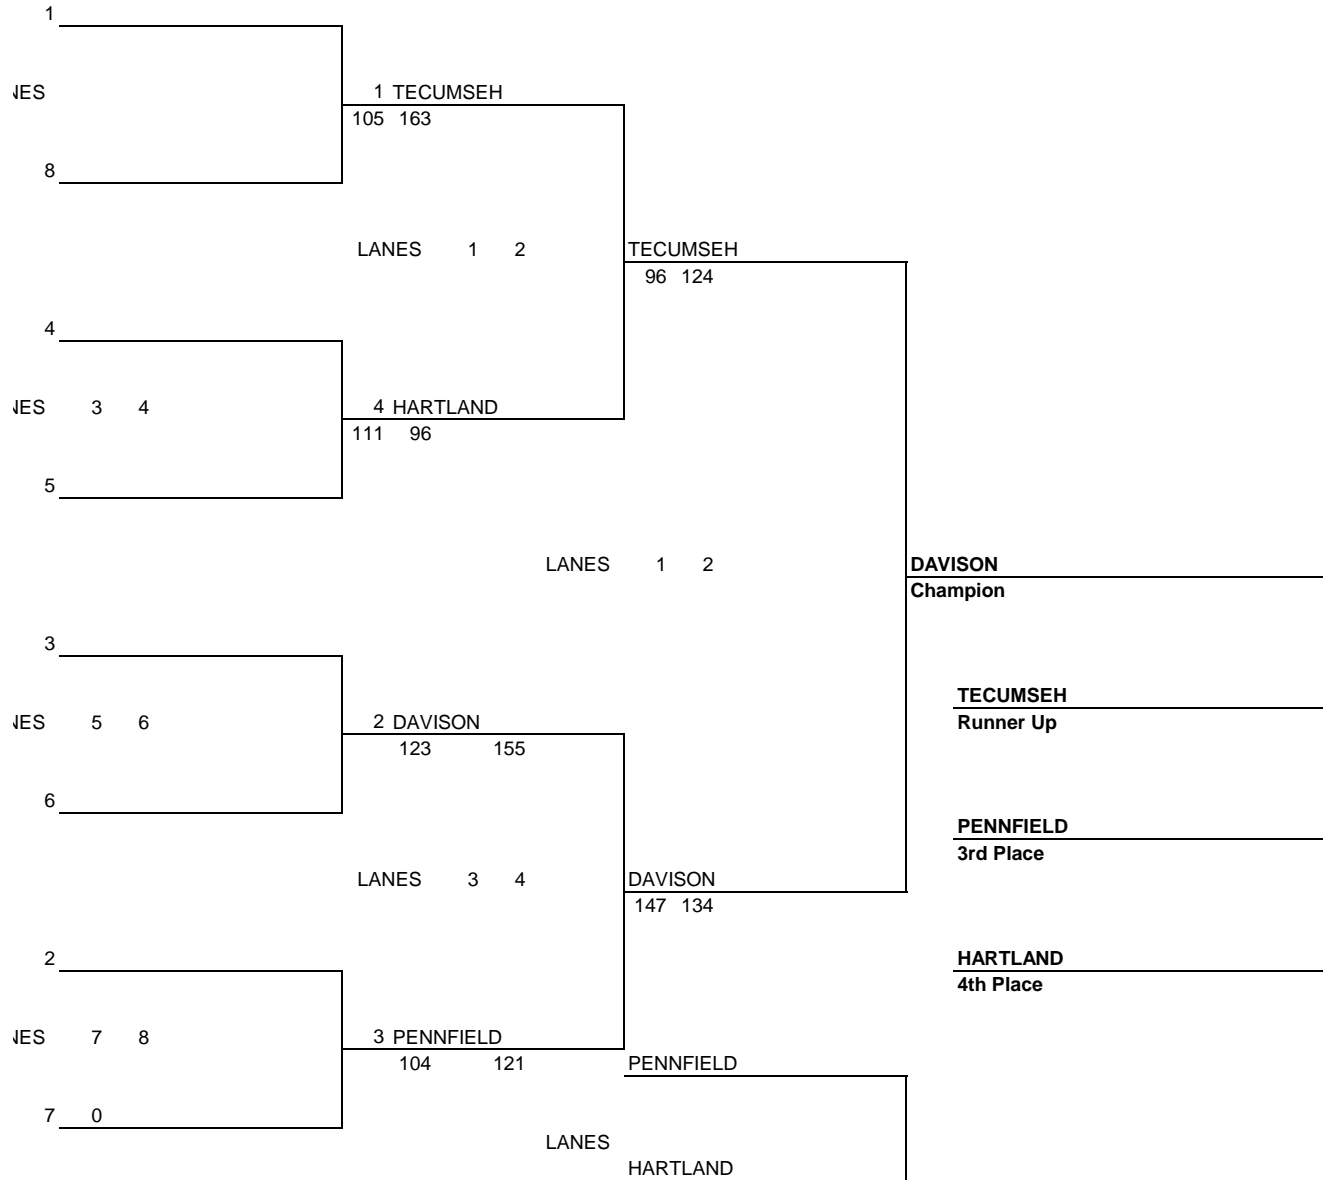 1
NES
1 TECUMSEH
105 163
8
LANES 1 2
TECUMSEH
96 124
4
NES 3 4
4 HARTLAND
111 96
5
LANES 1 2
DAVISON
Champion
3
TECUMSEH
Runner Up
NES 5 6
2 DAVISON
123 155
6
PENNFIELD
3rd Place
LANES 3 4
DAVISON
147 134
2
HARTLAND
4th Place
NES 7 8
3 PENNFIELD
104 121
PENNFIELD
7 0
LANES
HARTLAND